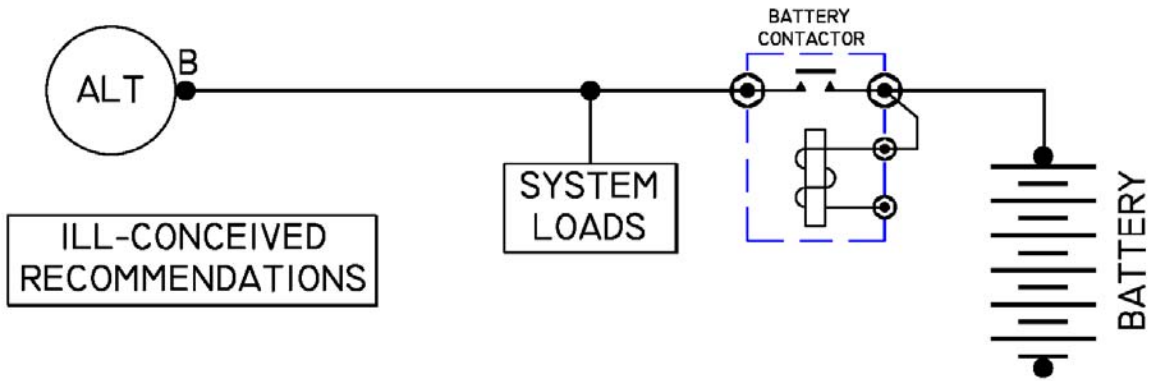 BATTERY
CONTACTOR
ALT
B
SYSTEM
LOADS
ILL-CONCEIVED
RECOMMENDATIONS
BATTERY